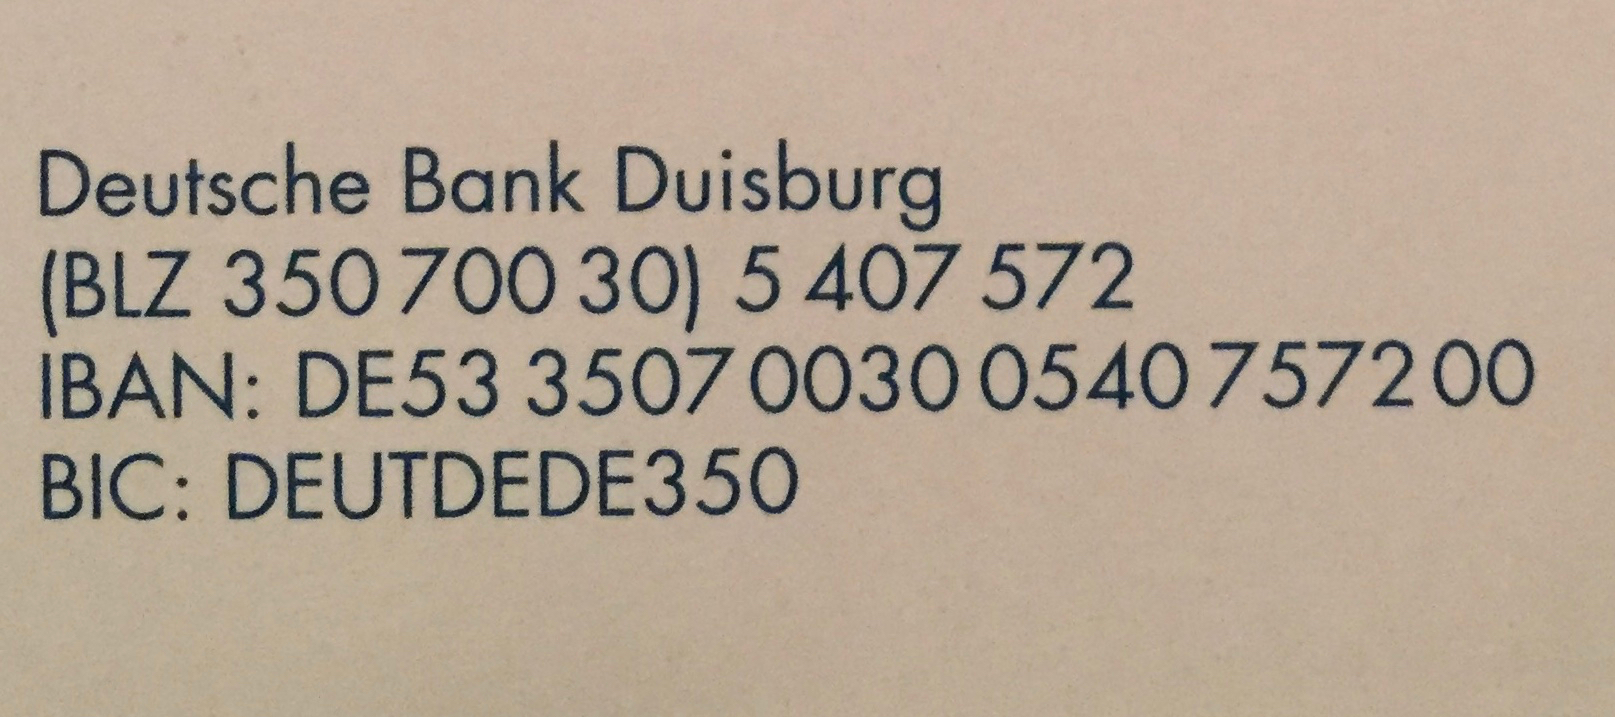 Deutsche Bank Duisburg
(BLZ 350 700 30) 5 407 572
IBAN: DE53 3507 0030 0540 7572 00
BIC: DEUTDEDE350